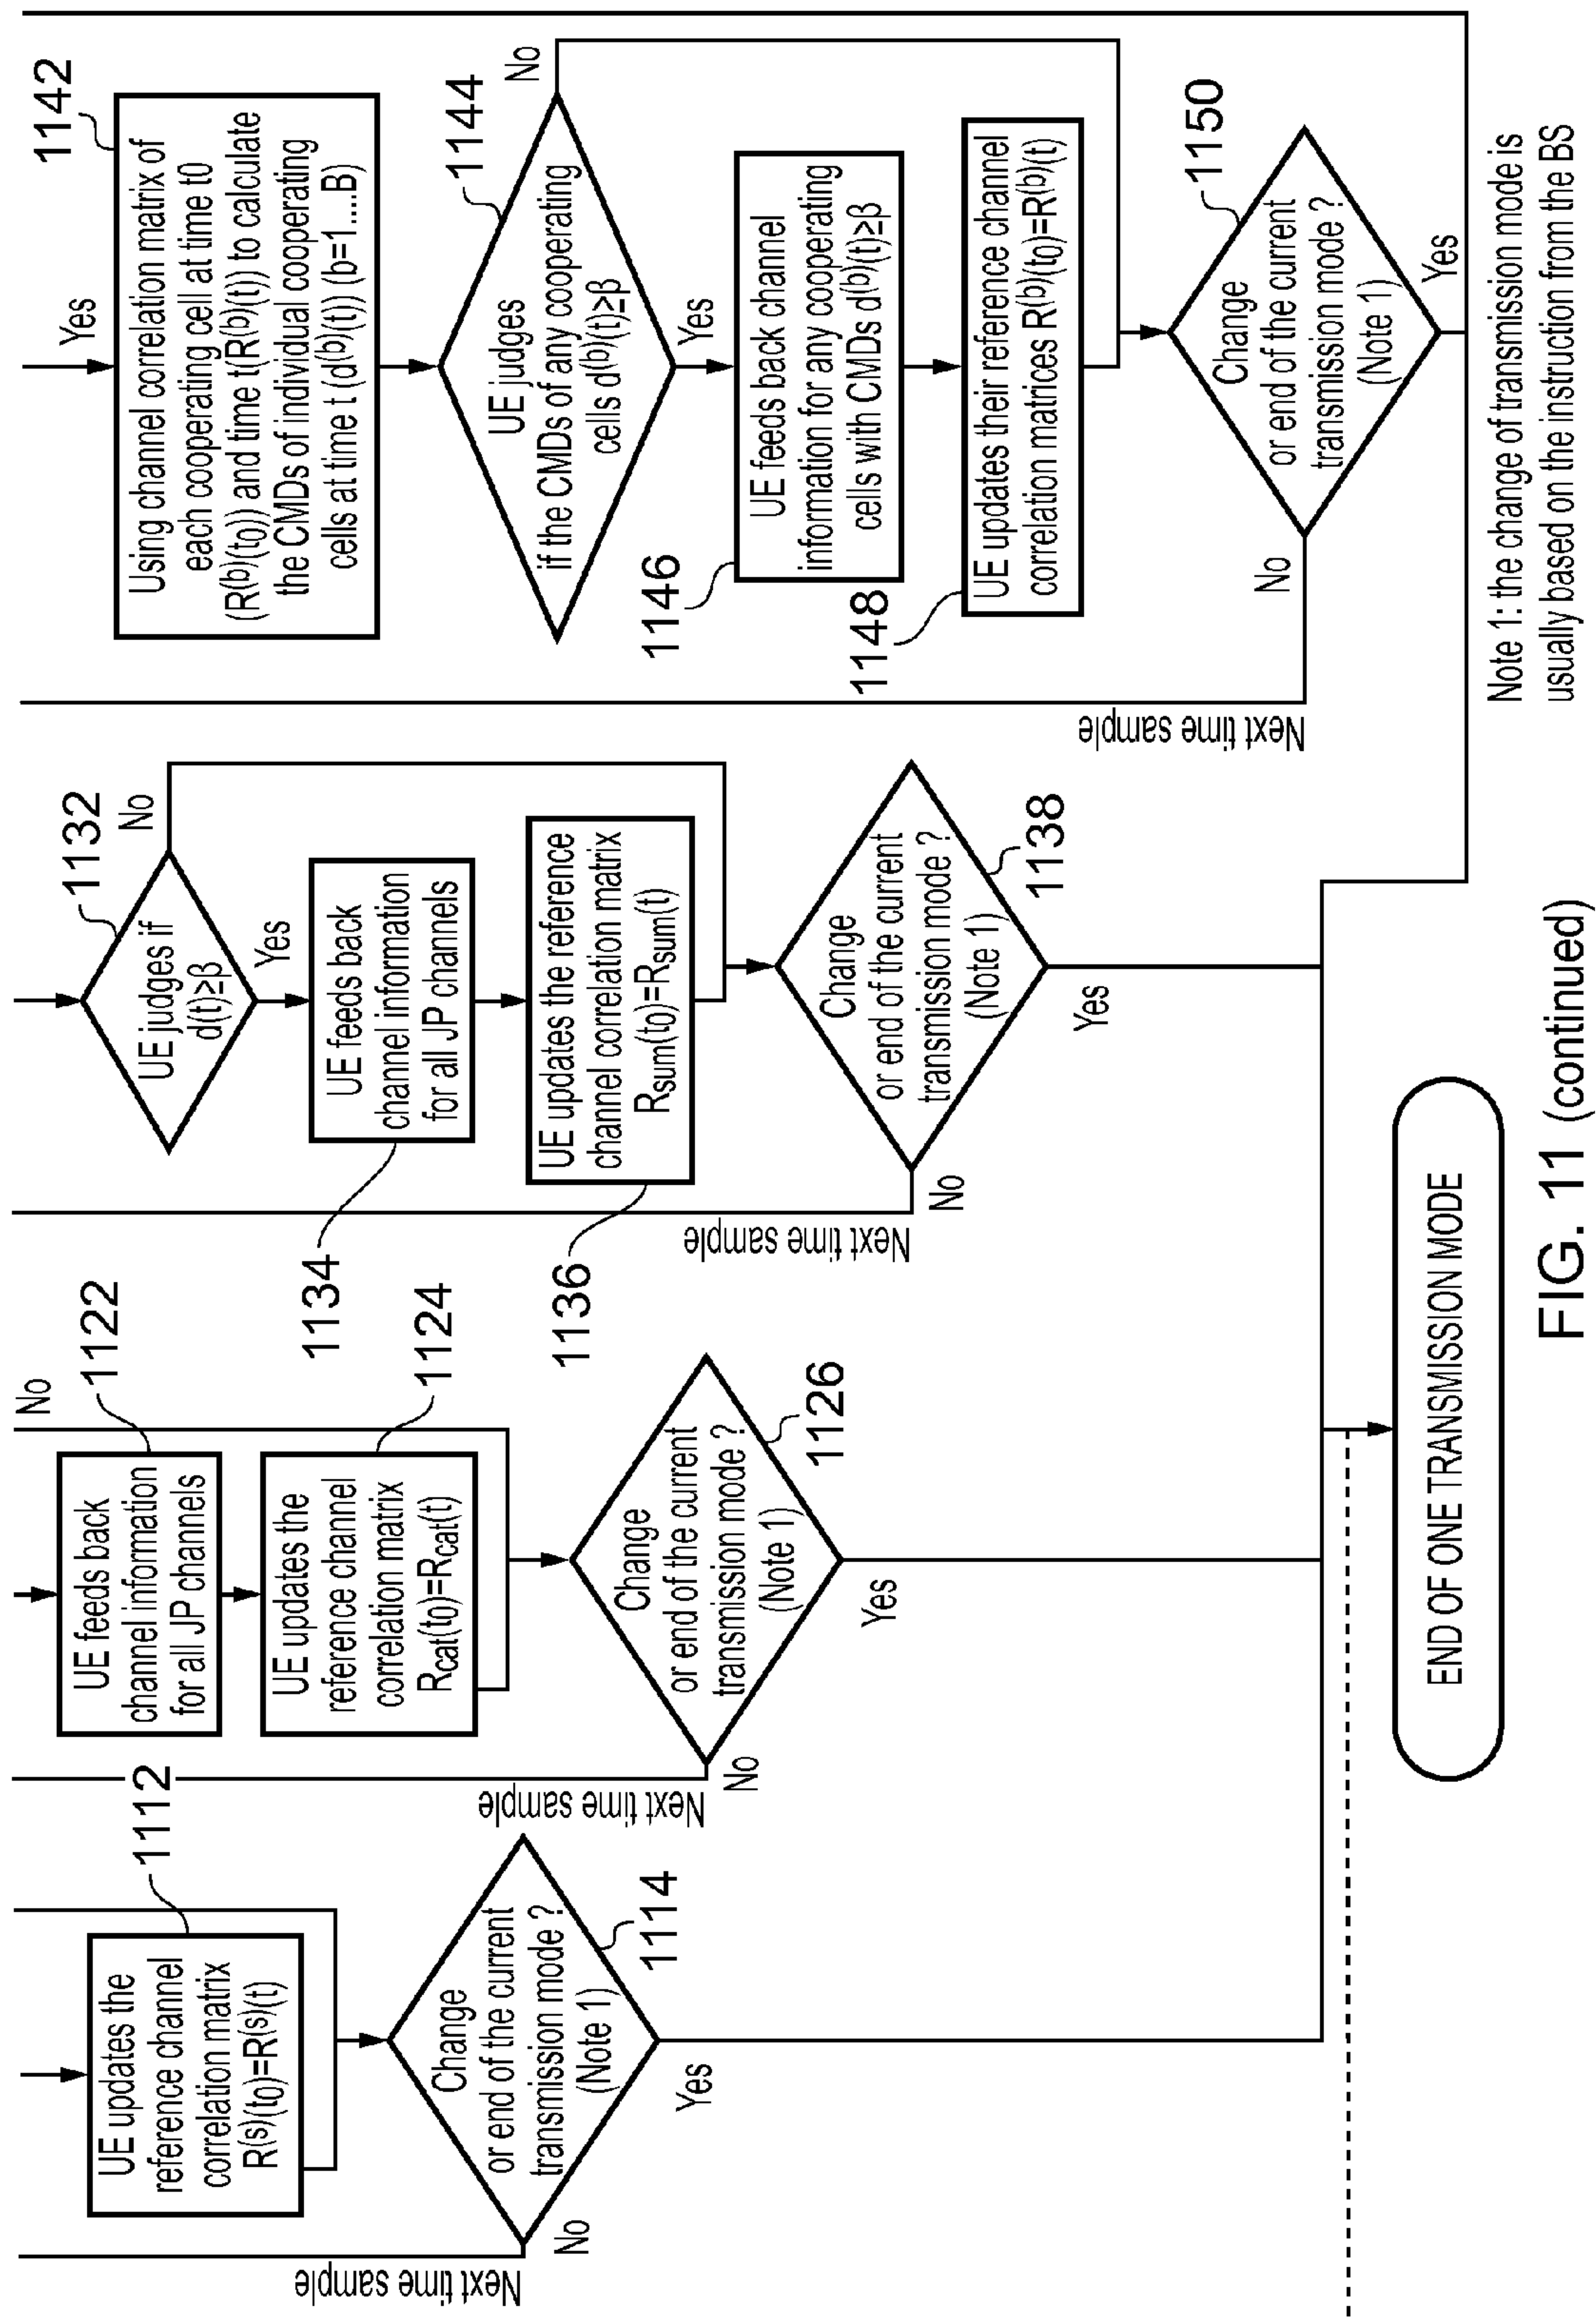 1112
UE updates the
reference channel
correlation matrix
R(s)(t0)=R(s)(t)
Change
or end of the current
transmission mode ?
(Note 1)
1114
No
Yes
Next time sample
No
1122
UE feeds back
channel information
for all JP channels
1124
UE updates the
reference channel
correlation matrix
Rcat(t0)=Rcat(t)
Change
or end of the current
transmission mode ?
(Note 1)
1126
No
Yes
Next time sample
1132
UE judges if
d(t)≥β
No
Yes
1134
UE feeds back
channel information
for all JP channels
1136
UE updates the reference
channel correlation matrix
Rsum(t0)=Rsum(t)
Change
or end of the current
transmission mode ?
(Note 1)
1138
No
Yes
Next time sample
Yes
1142
Using channel correlation matrix of
each cooperating cell at time t0
(R(b)(t0)) and time t(R(b)(t)) to calculate
the CMDs of individual cooperating
cells at time t (d(b)(t)) (b=1....B)
1144
UE judges
if the CMDs of any cooperating
cells d(b)(t)≥β
No
Yes
1146
UE feeds back channel
information for any cooperating
cells with CMDs d(b)(t)≥β
1148
UE updates their reference channel
correlation matrices R(b)(t0)=R(b)(t)
1150
Change
or end of the current
transmission mode ?
(Note 1)
No
Yes
Next time sample
Note 1: the change of transmission mode is
usually based on the instruction from the BS
END OF ONE TRANSMISSION MODE
FIG. 11 (continued)